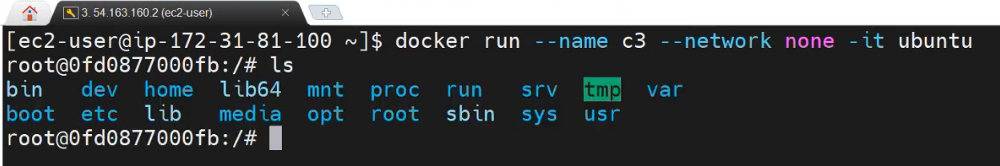 3. 54.163.160.2 (ec2-user)
[ec2-user@ip-172-31-81-100 ~]$ docker run --name c3 --network none -it ubuntu
root@0fd0877000fb:/# ls
bin dev home lib64 mnt proc run srv tmp var
boot etc lib media opt root sbin sys usr
root@0fd0877000fb:/#